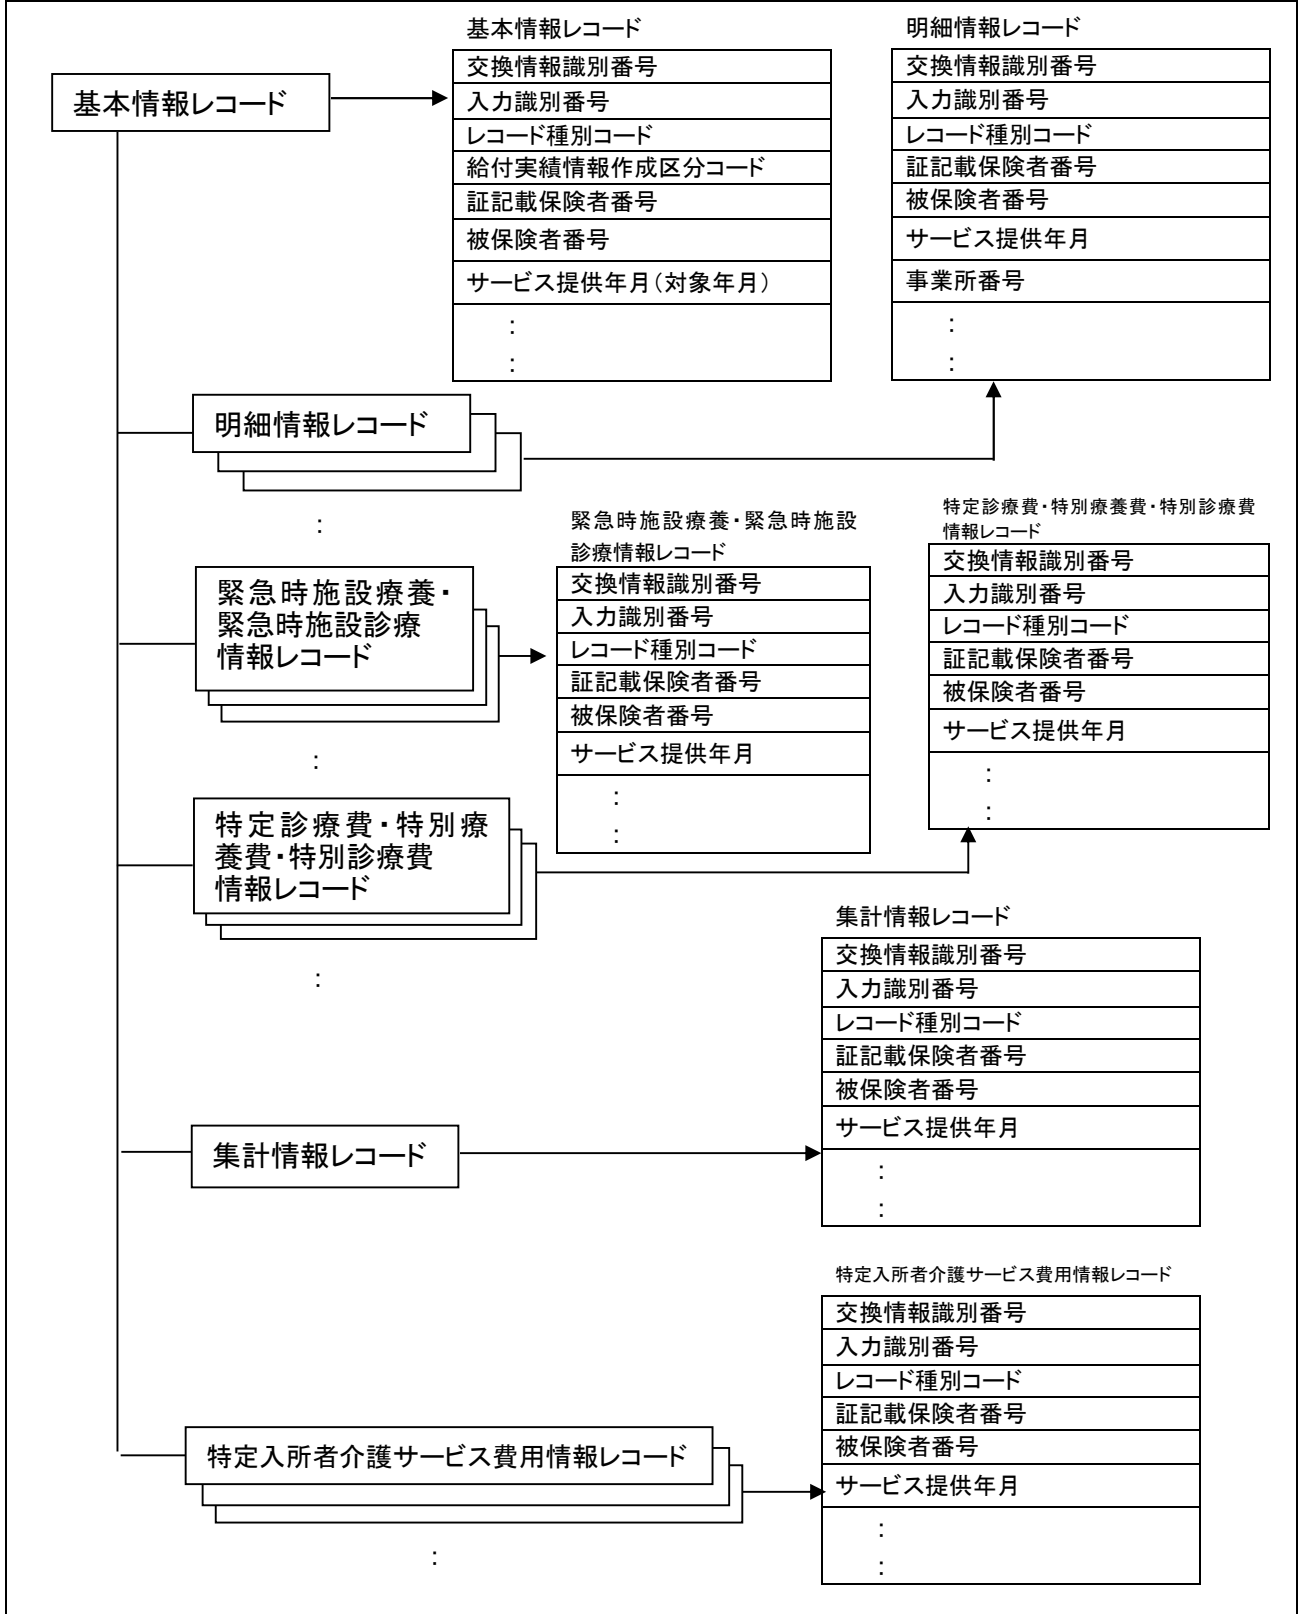 基本情報レコード
基本情報レコード
交換情報識別番号
入力識別番号
レコード種別コード
給付実績情報作成区分コード
証記載保険者番号
被保険者番号
サービス提供年月（対象年月）
：
：
明細情報レコード
交換情報識別番号
入力識別番号
レコード種別コード
証記載保険者番号
被保険者番号
サービス提供年月
事業所番号
：
：
明細情報レコード
：
緊急時施設療養・
緊急時施設診療
情報レコード
：
緊急時施設療養・緊急時施設
診療情報レコード
交換情報識別番号
入力識別番号
レコード種別コード
証記載保険者番号
被保険者番号
サービス提供年月
：
：
特定診療費・特別療養費・特別診療費
情報レコード
交換情報識別番号
入力識別番号
レコード種別コード
証記載保険者番号
被保険者番号
サービス提供年月
：
：
特定診療費・特別療
養費・特別診療費
情報レコード
：
集計情報レコード
集計情報レコード
交換情報識別番号
入力識別番号
レコード種別コード
証記載保険者番号
被保険者番号
サービス提供年月
：
：
特定入所者介護サービス費用情報レコード
：
特定入所者介護サービス費用情報レコード
交換情報識別番号
入力識別番号
レコード種別コード
証記載保険者番号
被保険者番号
サービス提供年月
：
：